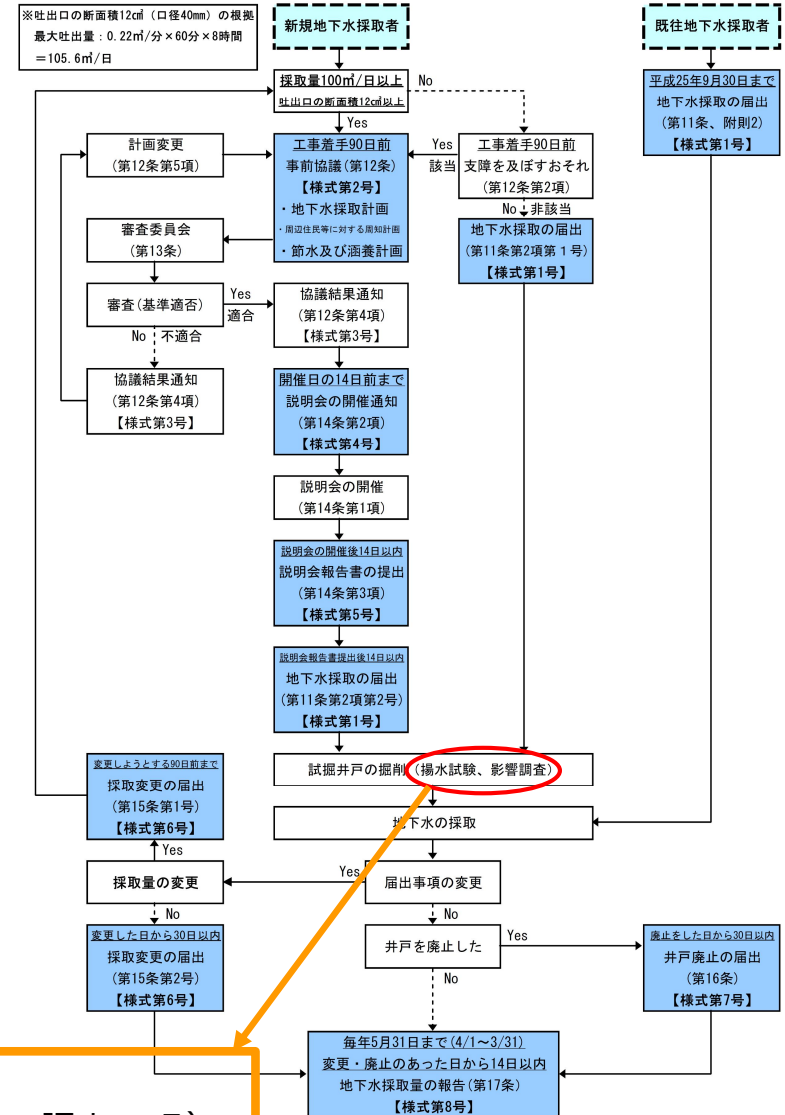 ※吐出口の断面積12c㎡（口径40mm）の根拠
最大吐出量：0.22㎥/分×60分×8時間
＝105.6㎥/日
新規地下水採取者
既往地下水採取者
採取量100㎥/日以上
吐出口の断面積12c㎡以上
No
Yes
平成25年9月30日まで
地下水採取の届出
(第11条、附則2)
【様式第1号】
計画変更
(第12条第5項)
工事着手90日前
事前協議(第12条)
【様式第2号】
・地下水採取計画
・周辺住民等に対する周知計画
・節水及び涵養計画
Yes
該当
工事着手90日前
支障を及ぼすおそれ
(第12条第2項)
No 非該当
地下水採取の届出
(第11条第2項第1号)
【様式第1号】
審査委員会
(第13条)
審査(基準適否)
Yes
適合
No 不適合
協議結果通知
(第12条第4項)
【様式第3号】
協議結果通知
(第12条第4項)
【様式第3号】
開催日の14日前まで
説明会の開催通知
(第14条第2項)
【様式第4号】
説明会の開催
(第14条第1項)
説明会の開催後14日以内
説明会報告書の提出
(第14条第3項)
【様式第5号】
説明会報告書提出後14日以内
地下水採取の届出
(第11条第2項第2号)
【様式第1号】
試掘井戸の掘削(揚水試験、影響調査)
地下水の採取
変更しようとする90日前まで
採取変更の届出
(第15条第1号)
【様式第6号】
Yes
採取量の変更
Yes
届出事項の変更
No
No
変更した日から30日以内
採取変更の届出
(第15条第2号)
【様式第6号】
井戸を廃止した
Yes
No
廃止をした日から30日以内
井戸廃止の届出
(第16条)
【様式第7号】
毎年5月31日まで(4/1～3/31)
変更・廃止のあった日から14日以内
地下水採取量の報告(第17条)
【様式第8号】